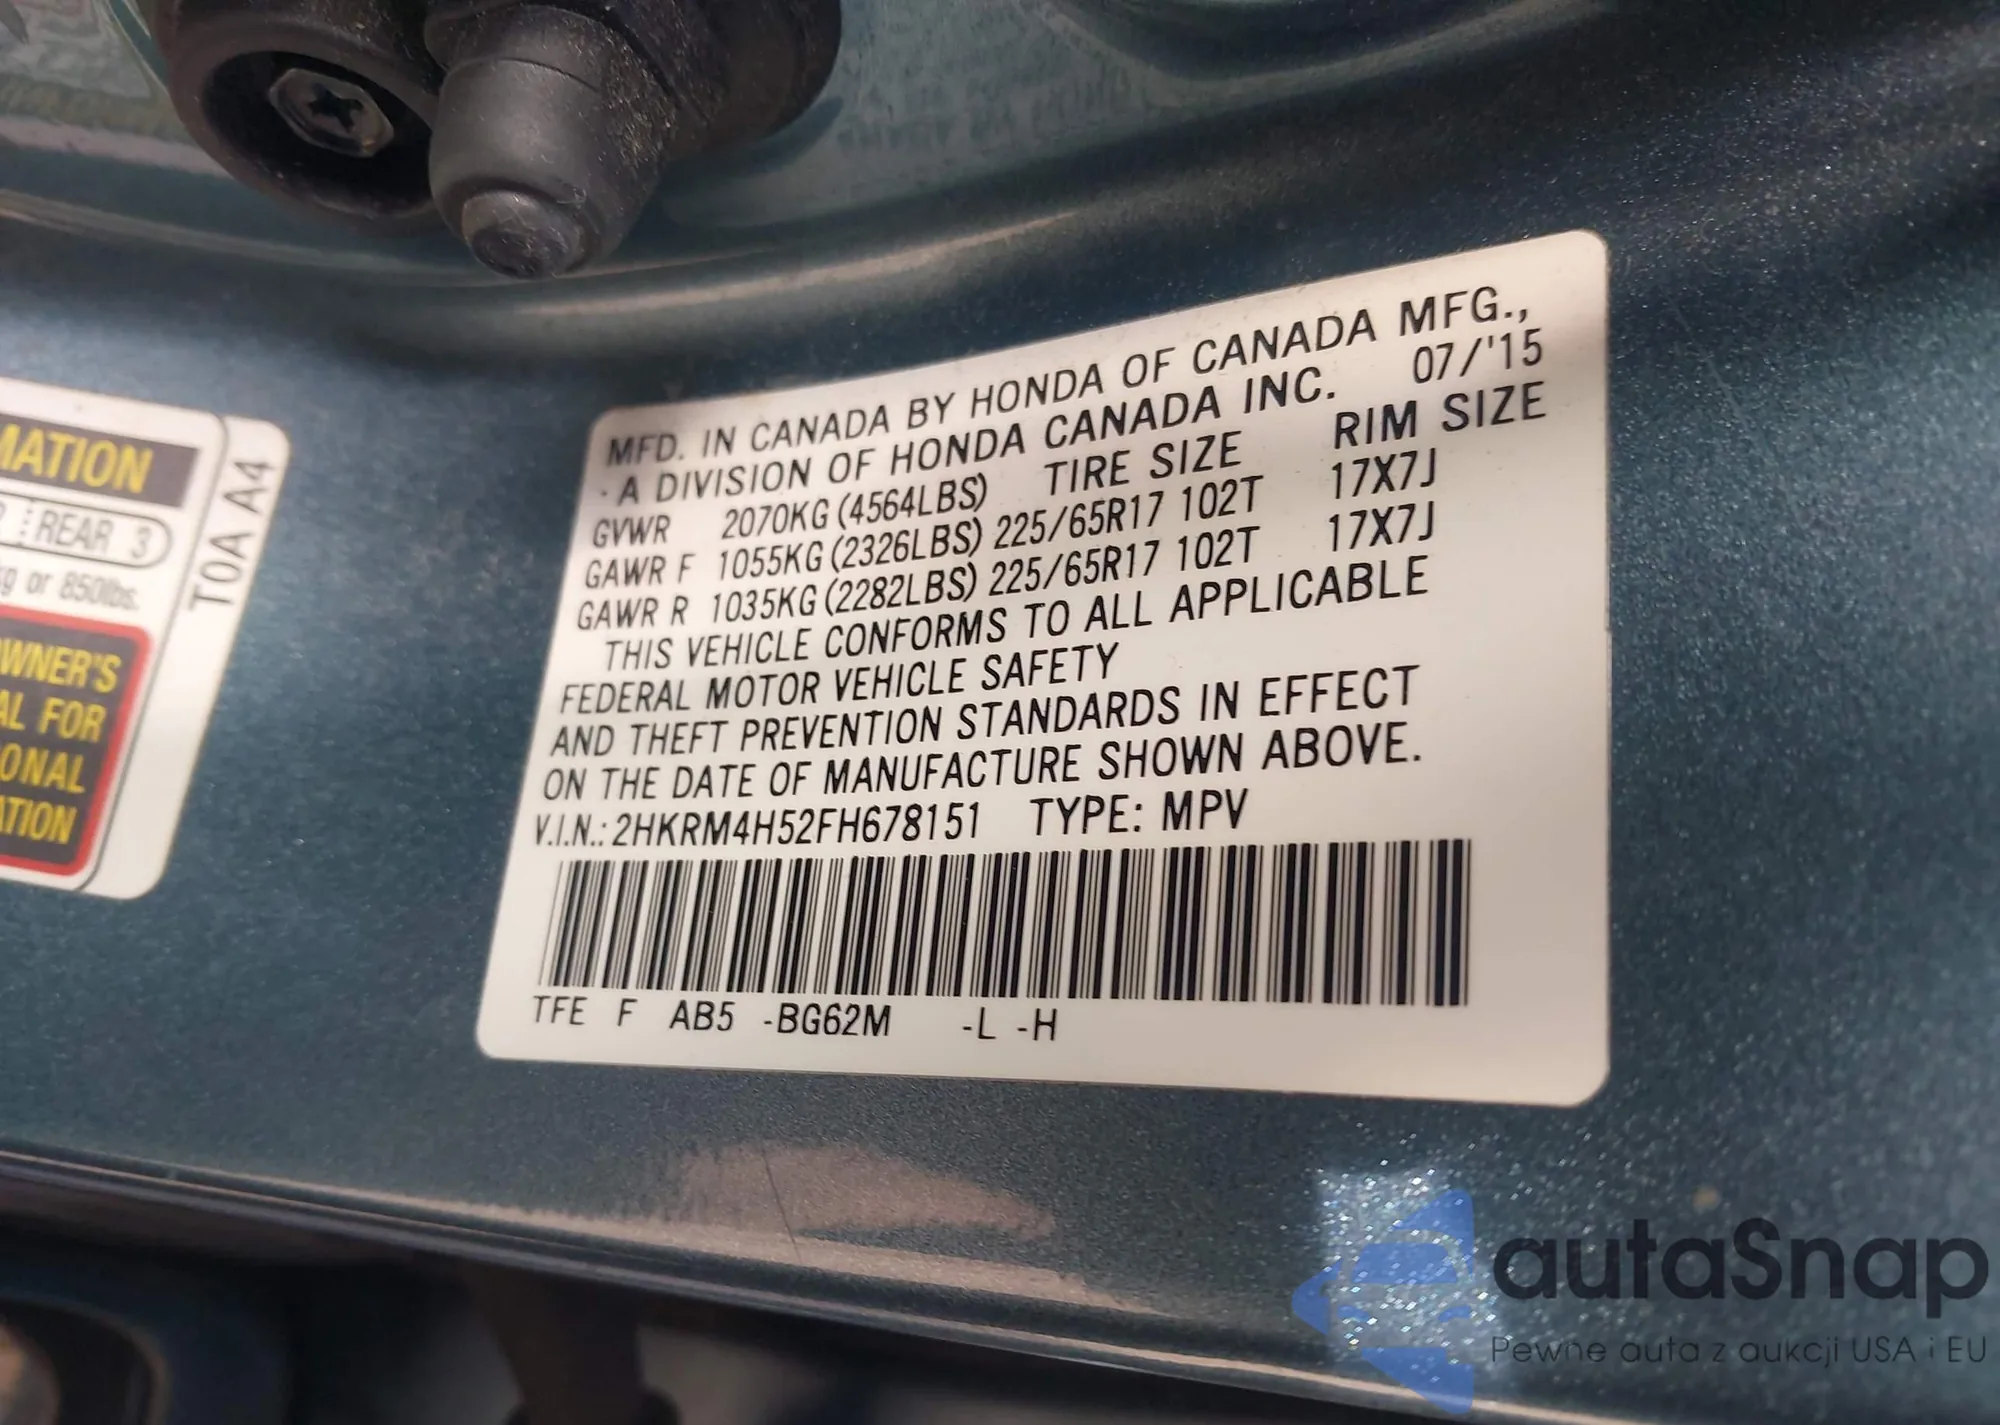 MATION
REAR 3
kg or 850lbs.
WNER'S
AL FOR
ONAL
ATION
T0A A4
MFD. IN CANADA BY HONDA OF CANADA MFG.,
A DIVISION OF HONDA CANADA INC. 07/'15
GVWR 2070KG (4564LBS) TIRE SIZE RIM SIZE
GAWR F 1055KG (2326LBS) 225/65R17 102T 17X7J
GAWR R 1035KG (2282LBS) 225/65R17 102T 17X7J
THIS VEHICLE CONFORMS TO ALL APPLICABLE
FEDERAL MOTOR VEHICLE SAFETY
AND THEFT PREVENTION STANDARDS IN EFFECT
ON THE DATE OF MANUFACTURE SHOWN ABOVE.
V.I.N.: 2HKRM4H52FH678151 TYPE: MPV
TFE F AB5 -BG62M -L -H
autaSnap
Pewne auta z aukcji USA i EU